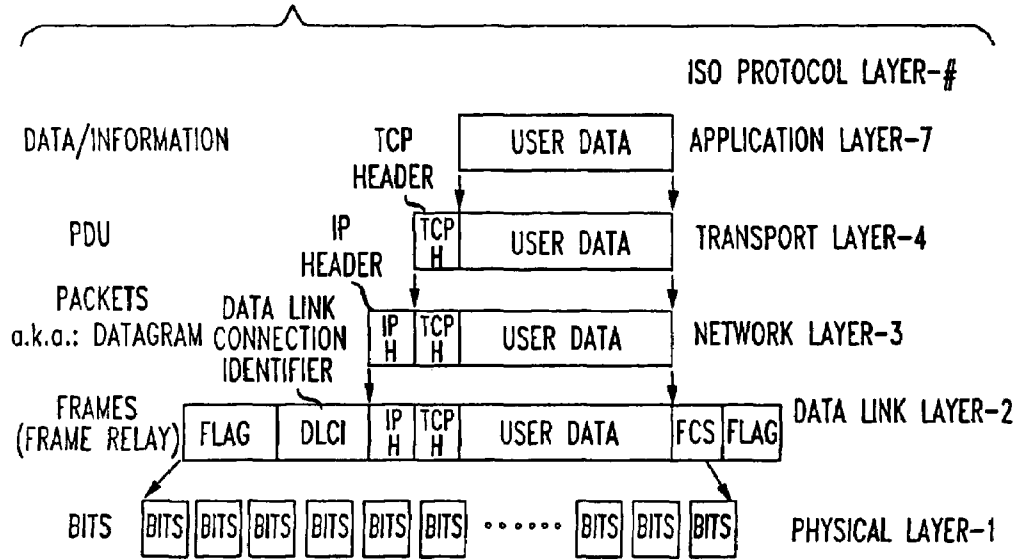 ISO PROTOCOL LAYER-#
DATA/INFORMATION
TCP
HEADER
USER DATA
APPLICATION LAYER-7
PDU
IP
HEADER
TCP
H
USER DATA
TRANSPORT LAYER-4
PACKETS
a.k.a.: DATAGRAM
DATA LINK
CONNECTION
IDENTIFIER
IP
H
TCP
H
USER DATA
NETWORK LAYER-3
FRAMES
(FRAME RELAY)
FLAG
DLCI
IP
H
TCP
H
USER DATA
FCS
FLAG
DATA LINK LAYER-2
BITS
BITS BITS BITS BITS BITS BITS ...... BITS BITS BITS
PHYSICAL LAYER-1